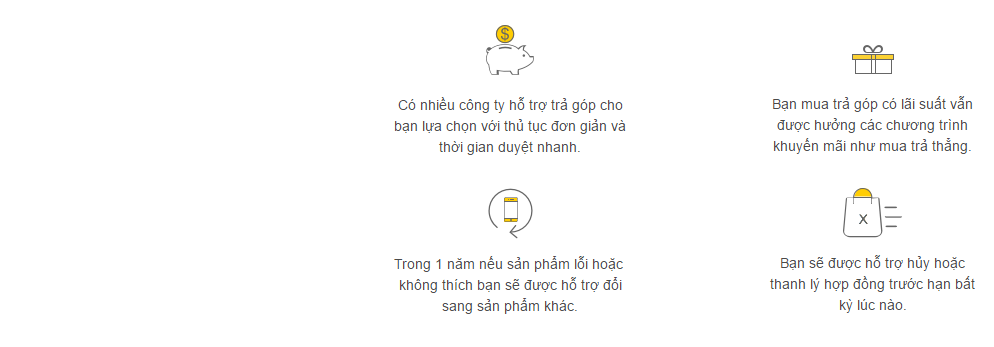 $
Có nhiều công ty hỗ trợ trả góp cho
bạn lựa chọn với thủ tục đơn giản và
thời gian duyệt nhanh.
Bạn mua trả góp có lãi suất vẫn
được hưởng các chương trình
khuyến mãi như mua trả thẳng.
Trong 1 năm nếu sản phẩm lỗi hoặc
không thích bạn sẽ được hỗ trợ đổi
sang sản phẩm khác.
X
Bạn sẽ được hỗ trợ hủy hoặc
thanh lý hợp đồng trước hạn bất
kỳ lúc nào.